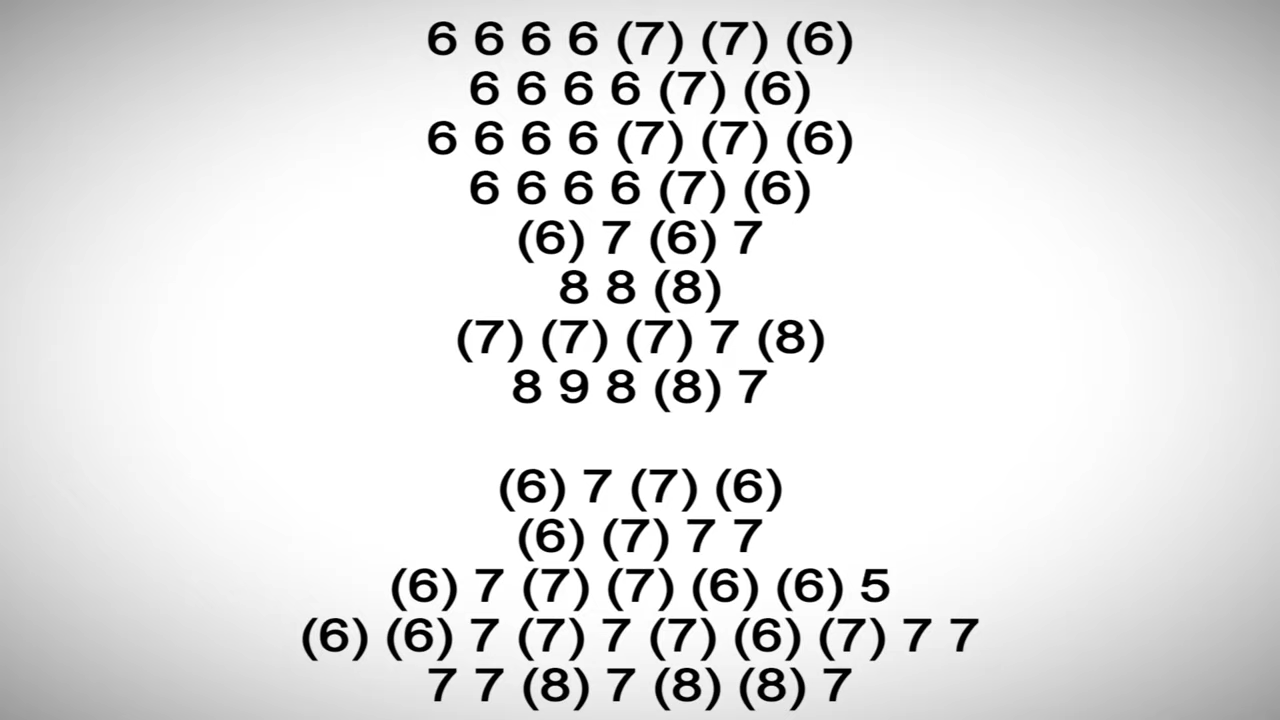 6 6 6 6 (7) (7) (6)
6 6 6 6 (7) (6)
6 6 6 6 (7) (7) (6)
6 6 6 6 (7) (6)
(6) 7 (6) 7
8 8 (8)
(7) (7) (7) 7 (8)
8 9 8 (8) 7
(6) 7 (7) (6)
(6) (7) 7 7
(6) 7 (7) (7) (6) (6) 5
(6) (6) 7 (7) 7 (7) (6) (7) 7 7
7 7 (8) 7 (8) (8) 7